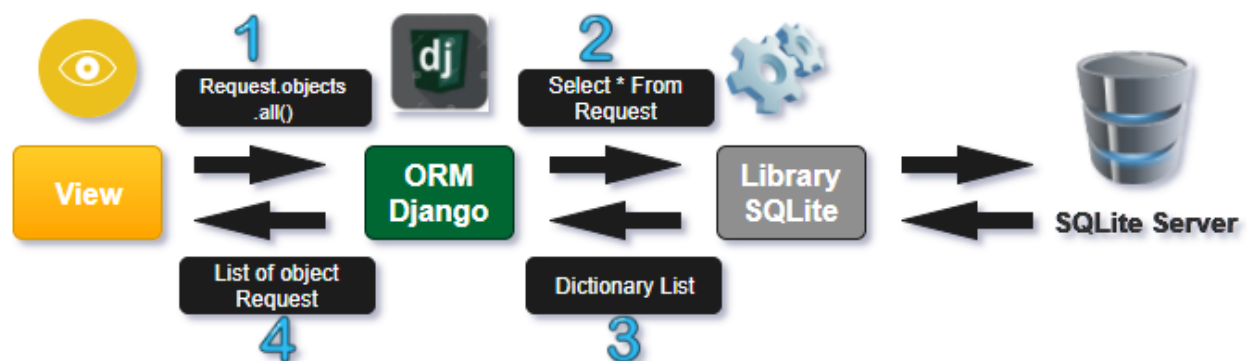 1
Request.objects
.all()
dj
2
Select * From
Request
View
ORM
Django
Library
SQLite
SQLite Server
List of object
Request
4
Dictionary List
3